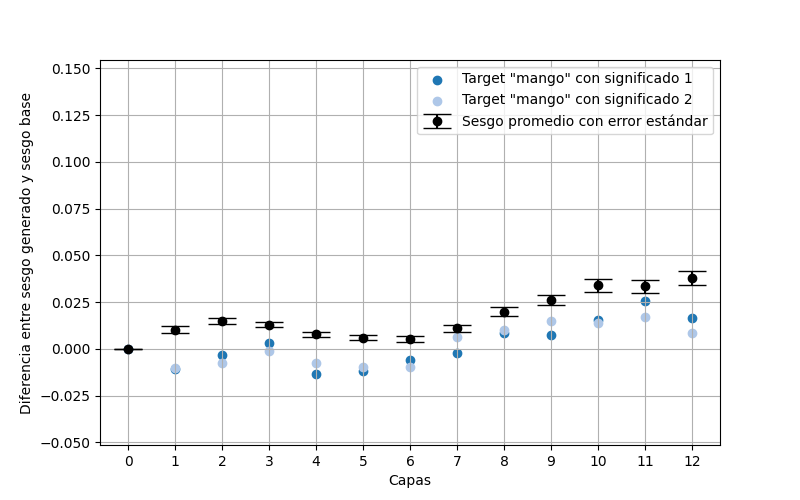 0.150
0.125
0.100
0.075
0.050
0.025
0.000
−0.025
−0.050
Diferencia entre sesgo generado y sesgo base
Target "mango" con significado 1
Target "mango" con significado 2
Sesgo promedio con error estándar
0 1 2 3 4 5 6 7 8 9 10 11 12
Capas